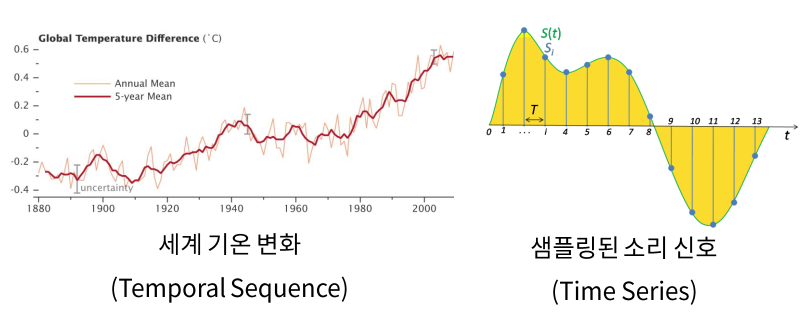 Global Temperature Difference (°C)
0.6
0.4
0.2
0
-0.2
-0.4
Annual Mean
5-year Mean
uncertainty
1880 1900 1920 1940 1960 1980 2000
세계 기온 변화
(Temporal Sequence)
S(t)
Si
T
0 1 ... i 4 5 6 7 8 9 10 11 12 13
t
샘플링된 소리 신호
(Time Series)